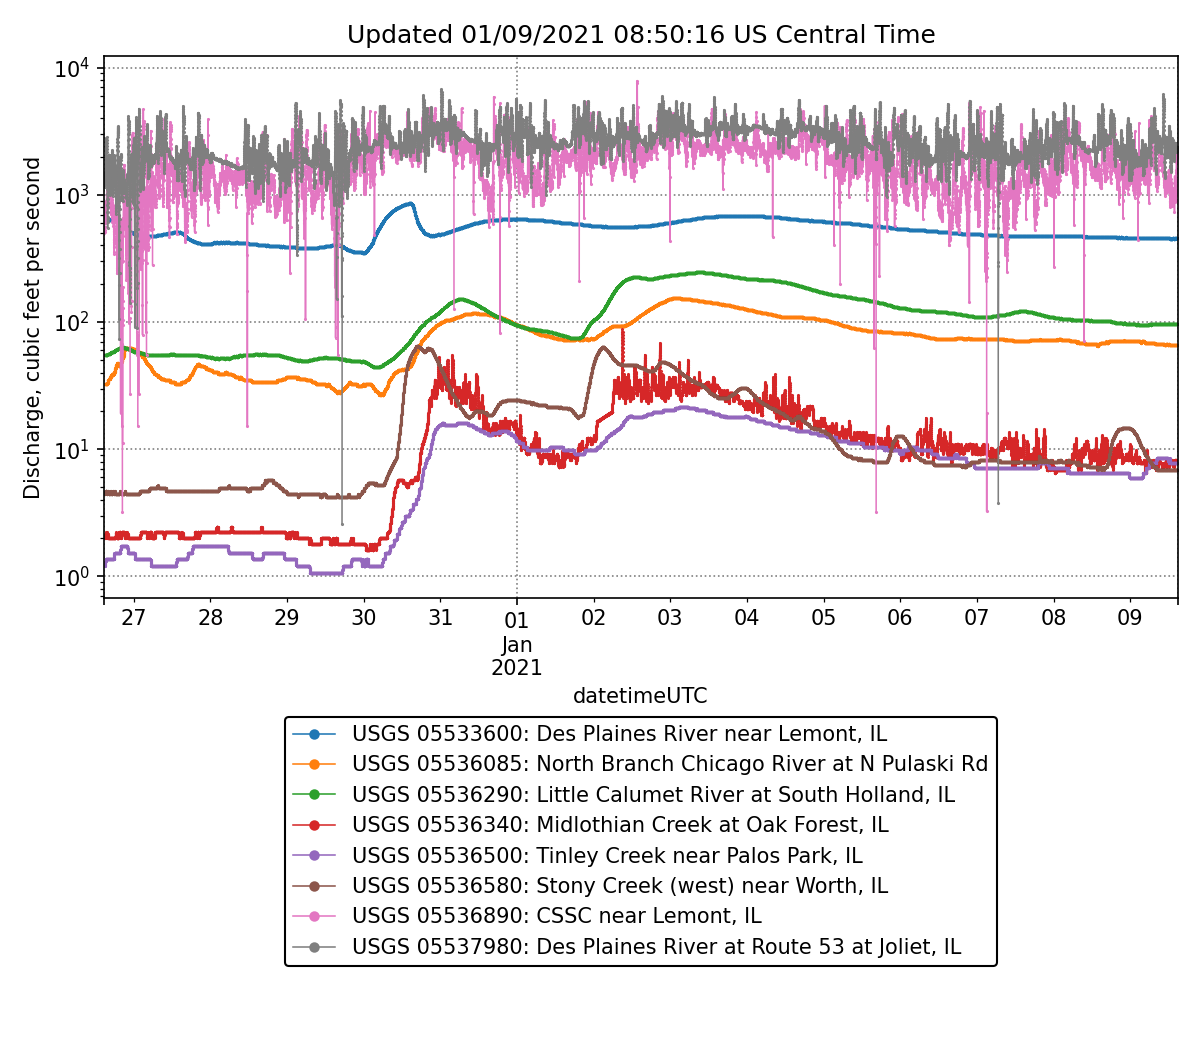 Updated 01/09/2021 08:50:16 US Central Time
Discharge, cubic feet per second
10^4
10^3
10^2
10^1
10^0
27 28 29 30 31 01 02 03 04 05 06 07 08 09
Jan
2021
datetimeUTC
USGS 05533600: Des Plaines River near Lemont, IL
USGS 05536085: North Branch Chicago River at N Pulaski Rd
USGS 05536290: Little Calumet River at South Holland, IL
USGS 05536340: Midlothian Creek at Oak Forest, IL
USGS 05536500: Tinley Creek near Palos Park, IL
USGS 05536580: Stony Creek (west) near Worth, IL
USGS 05536890: CSSC near Lemont, IL
USGS 05537980: Des Plaines River at Route 53 at Joliet, IL